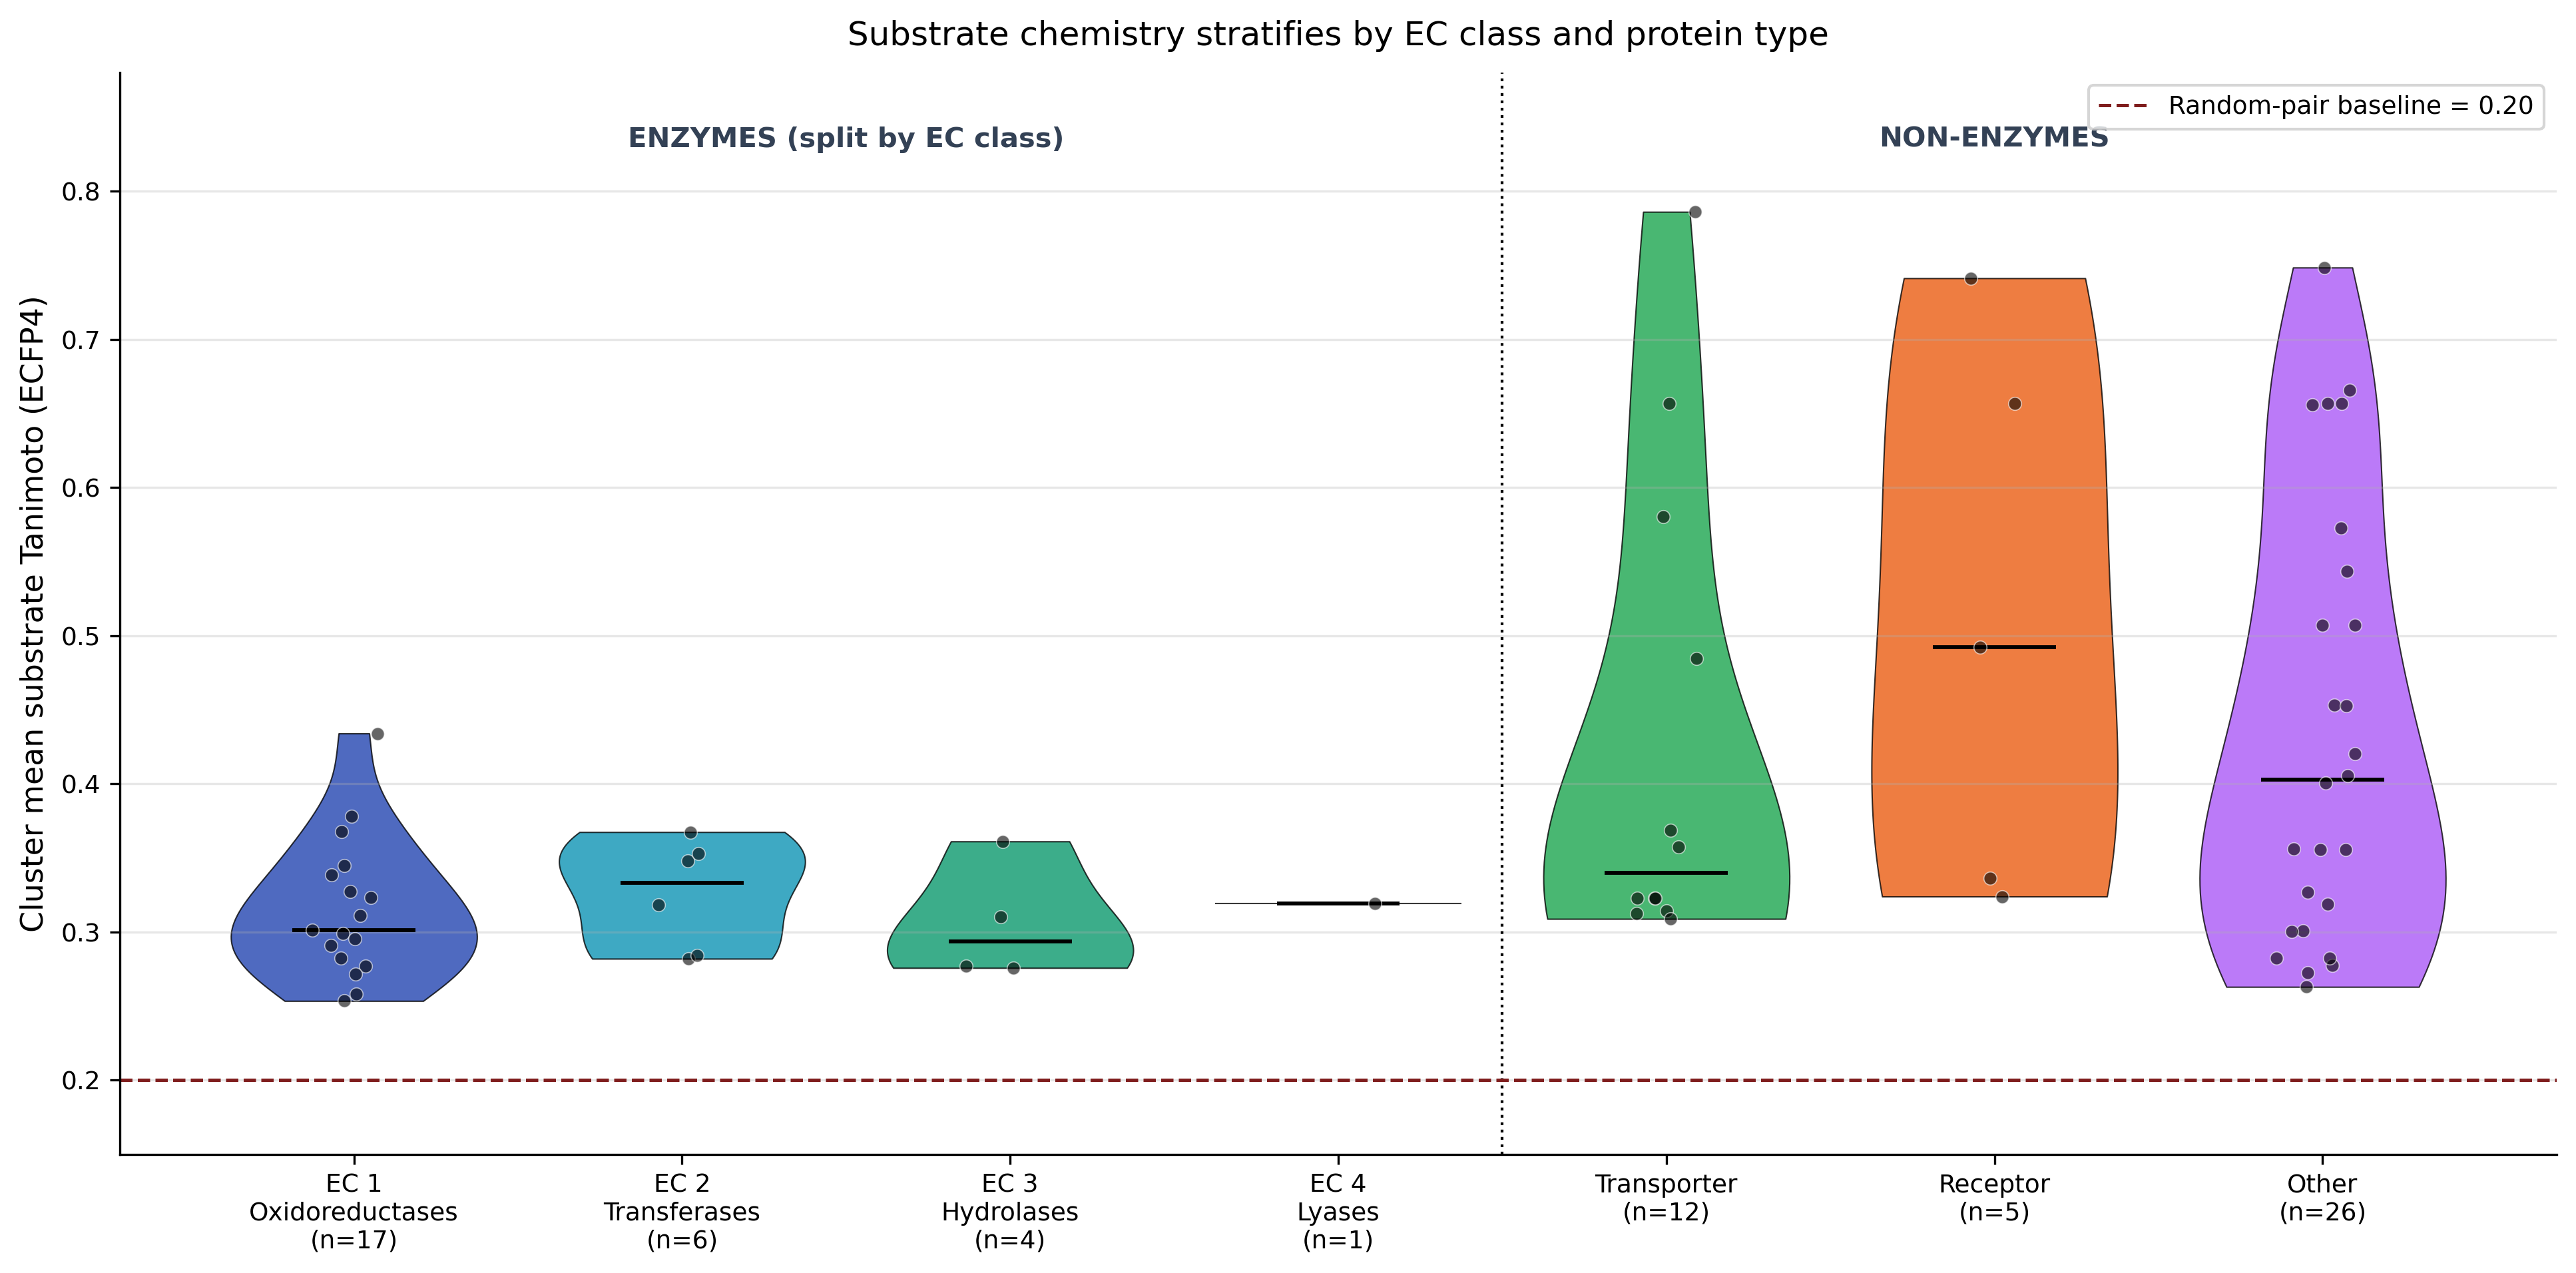 Substrate chemistry stratifies by EC class and protein type
Random-pair baseline = 0.20
ENZYMES (split by EC class)
NON-ENZYMES
Cluster mean substrate Tanimoto (ECFP4)
0.8
0.7
0.6
0.5
0.4
0.3
0.2
EC 1
Oxidoreductases
(n=17)
EC 2
Transferases
(n=6)
EC 3
Hydrolases
(n=4)
EC 4
Lyases
(n=1)
Transporter
(n=12)
Receptor
(n=5)
Other
(n=26)